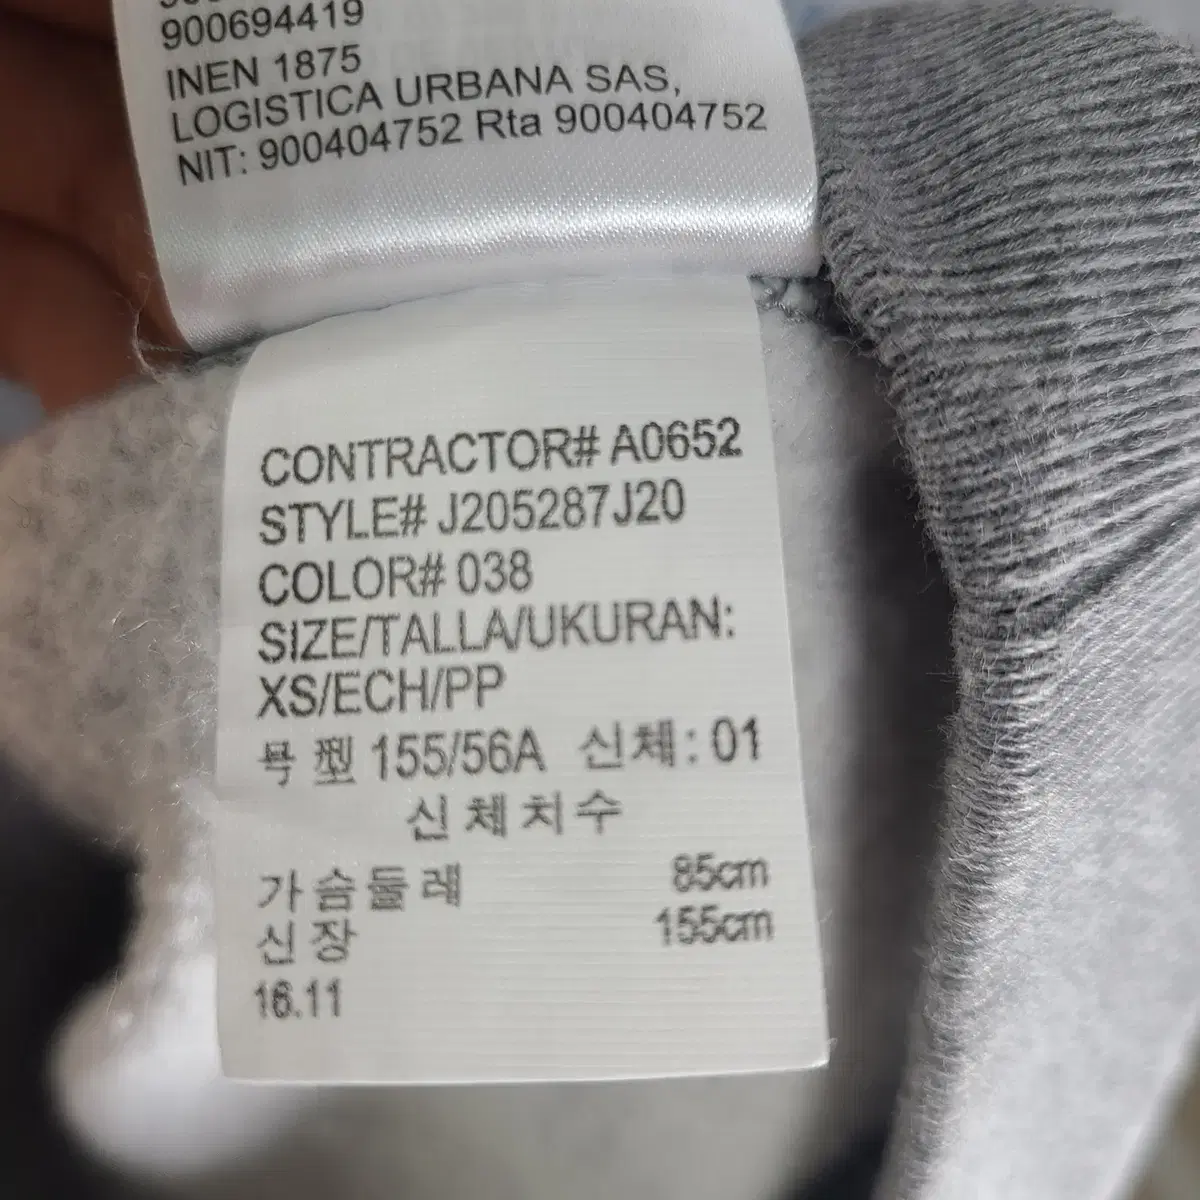 900694419
INEN 1875
LOGISTICA URBANA SAS,
NIT: 900404752 Rta 900404752
CONTRACTOR# A0652
STYLE# J205287J20
COLOR# 038
SIZE/TALLA/UKURAN:
XS/ECH/PP
型 155/56A 신체: 01
신체치수
가슴둘레 85cm
신장 155cm
16.11